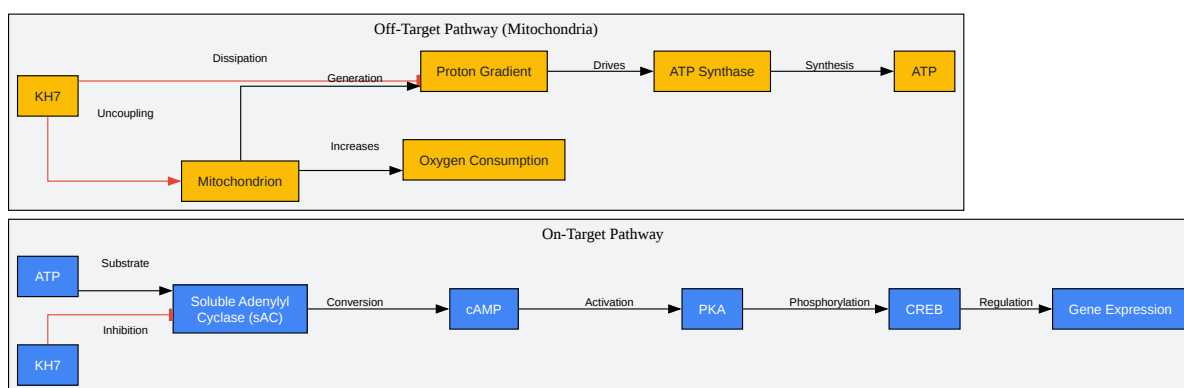 Off-Target Pathway (Mitochondria)
Dissipation
Generation
Proton Gradient
Drives
ATP Synthase
Synthesis
ATP
KH7
Uncoupling
Increases
Oxygen Consumption
Mitochondrion
On-Target Pathway
ATP
Substrate
Soluble Adenylyl
Cyclase (sAC)
Conversion
cAMP
Activation
PKA
Phosphorylation
CREB
Regulation
Gene Expression
Inhibition
KH7